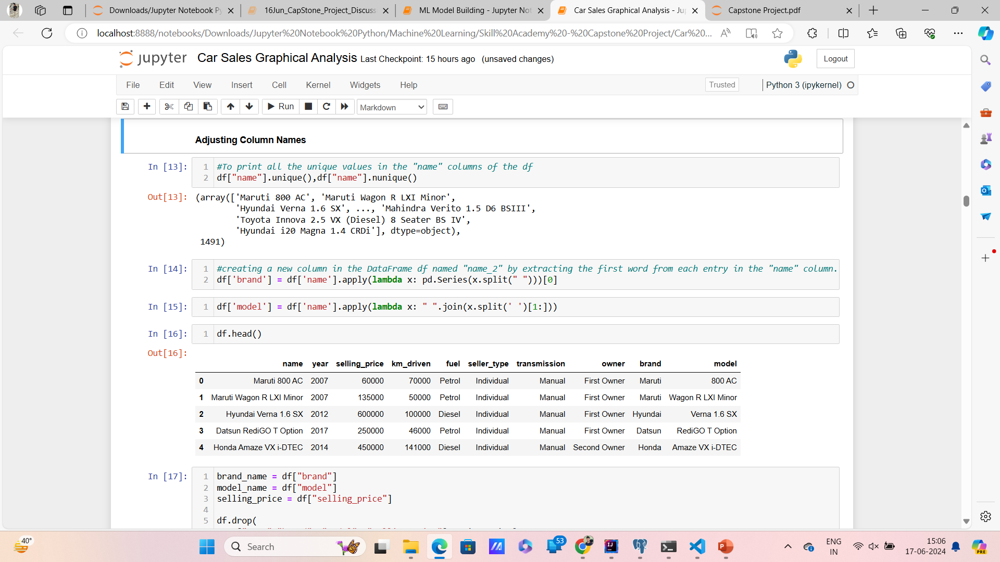 Downloads/Jupyter Notebook Py
16Jun_CapStone_Project_Discuss
ML Model Building - Jupyter Not
Car Sales Graphical Analysis - Jup
Capstone Project.pdf
localhost:8888/notebooks/Downloads/Jupyter%20Notebook%20Python/Machine%20Learning/Skill%20Academy%20-%20Capstone%20Project/Car%20...
jupyter Car Sales Graphical Analysis Last Checkpoint: 15 hours ago (unsaved changes)
Logout
File Edit View Insert Cell Kernel Widgets Help
Trusted
Python 3 (ipykernel)
Run
Markdown
Adjusting Column Names
In [13]:
1 #To print all the unique values in the "name" columns of the df
2 df["name"].unique(),df["name"].nunique()
Out[13]: (array(['Maruti 800 AC', 'Maruti Wagon R LXI Minor',
'Hyundai Verna 1.6 SX', ..., 'Mahindra Verito 1.5 D6 BSIII',
'Toyota Innova 2.5 VX (Diesel) 8 Seater BS IV',
'Hyundai i20 Magna 1.4 CRDi'], dtype=object),
1491)
In [14]:
1 #creating a new column in the DataFrame df named "name_2" by extracting the first word from each entry in the "name" column.
2 df['brand'] = df['name'].apply(lambda x: pd.Series(x.split(" ")))[0]
In [15]:
1 df['model'] = df['name'].apply(lambda x: " ".join(x.split(' ')[1:]))
In [16]:
1 df.head()
Out[16]:
name year selling_price km_driven fuel seller_type transmission owner brand model
0 Maruti 800 AC 2007 60000 70000 Petrol Individual Manual First Owner Maruti 800 AC
1 Maruti Wagon R LXI Minor 2007 135000 50000 Petrol Individual Manual First Owner Maruti Wagon R LXI Minor
2 Hyundai Verna 1.6 SX 2012 600000 100000 Diesel Individual Manual First Owner Hyundai Verna 1.6 SX
3 Datsun RediGO T Option 2017 250000 46000 Petrol Individual Manual First Owner Datsun RediGO T Option
4 Honda Amaze VX i-DTEC 2014 450000 141000 Diesel Individual Manual Second Owner Honda Amaze VX i-DTEC
In [17]:
1 brand_name = df["brand"]
2 model_name = df["model"]
3 selling_price = df["selling_price"]
4
5 df.drop(
40°
Search
53
ENG
IN
15:06
17-06-2024
PRE